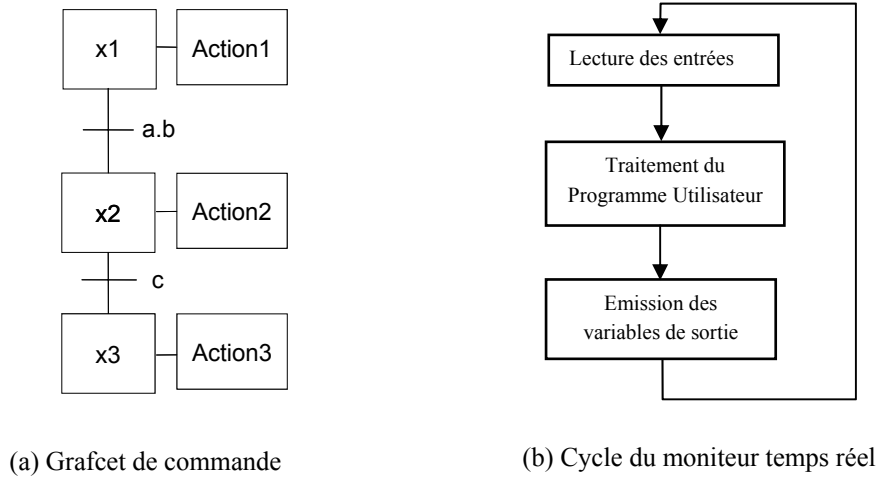 x1
Action1
a.b
x2
Action2
c
x3
Action3
(a) Grafcet de commande
Lecture des entrées
Traitement du
Programme Utilisateur
Emission des
variables de sortie
(b) Cycle du moniteur temps réel